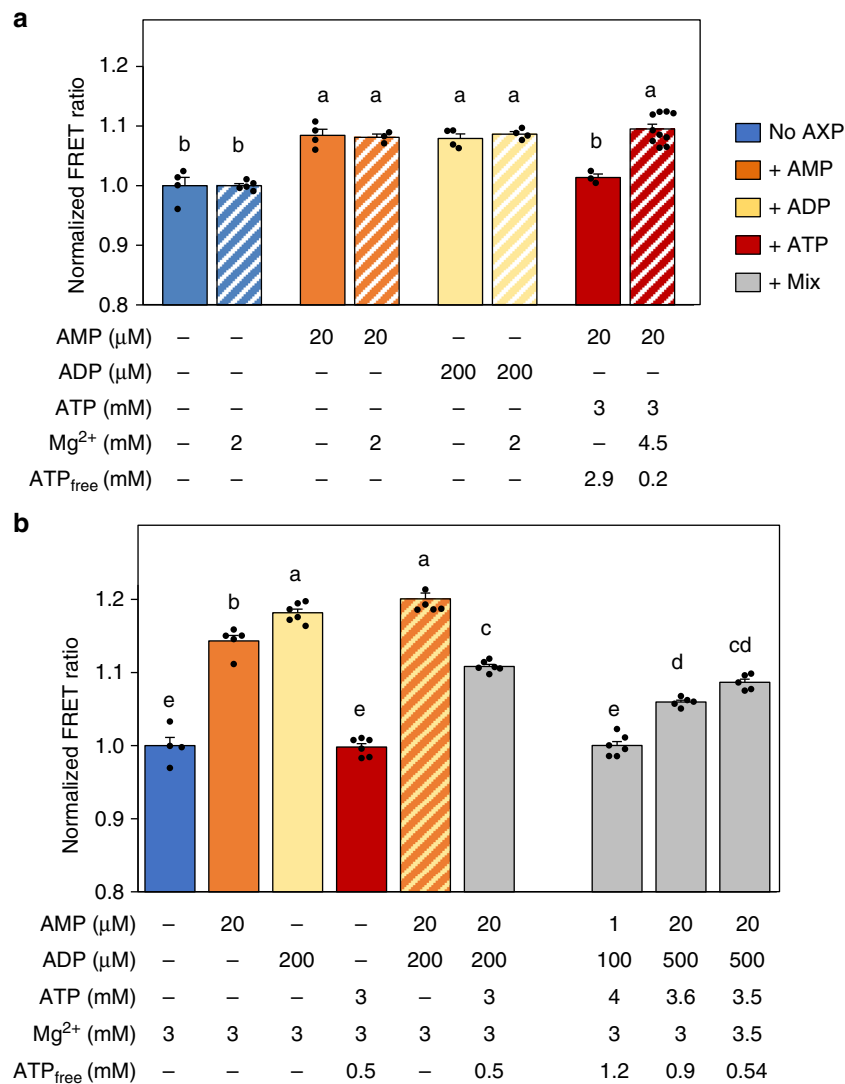 a
Normalized FRET ratio
1.2
1.1
1.0
0.9
0.8
b b a a a a b a
No AXP
+ AMP
+ ADP
+ ATP
+ Mix
AMP (μM) – – 20 20 – – 20 20
ADP (μM) – – – – 200 200 – –
ATP (mM) – – – – – – 3 3
Mg2+ (mM) – 2 – 2 – 2 – 4.5
ATPfree (mM) – – – – – – 2.9 0.2
b
Normalized FRET ratio
1.2
1.1
1.0
0.9
0.8
e b a e a c e d cd
AMP (μM) – 20 – – 20 20 1 20 20
ADP (μM) – – 200 – 200 200 100 500 500
ATP (mM) – – – 3 – 3 4 3.6 3.5
Mg2+ (mM) 3 3 3 3 3 3 3 3 3.5
ATPfree (mM) – – – 0.5 – 0.5 1.2 0.9 0.54